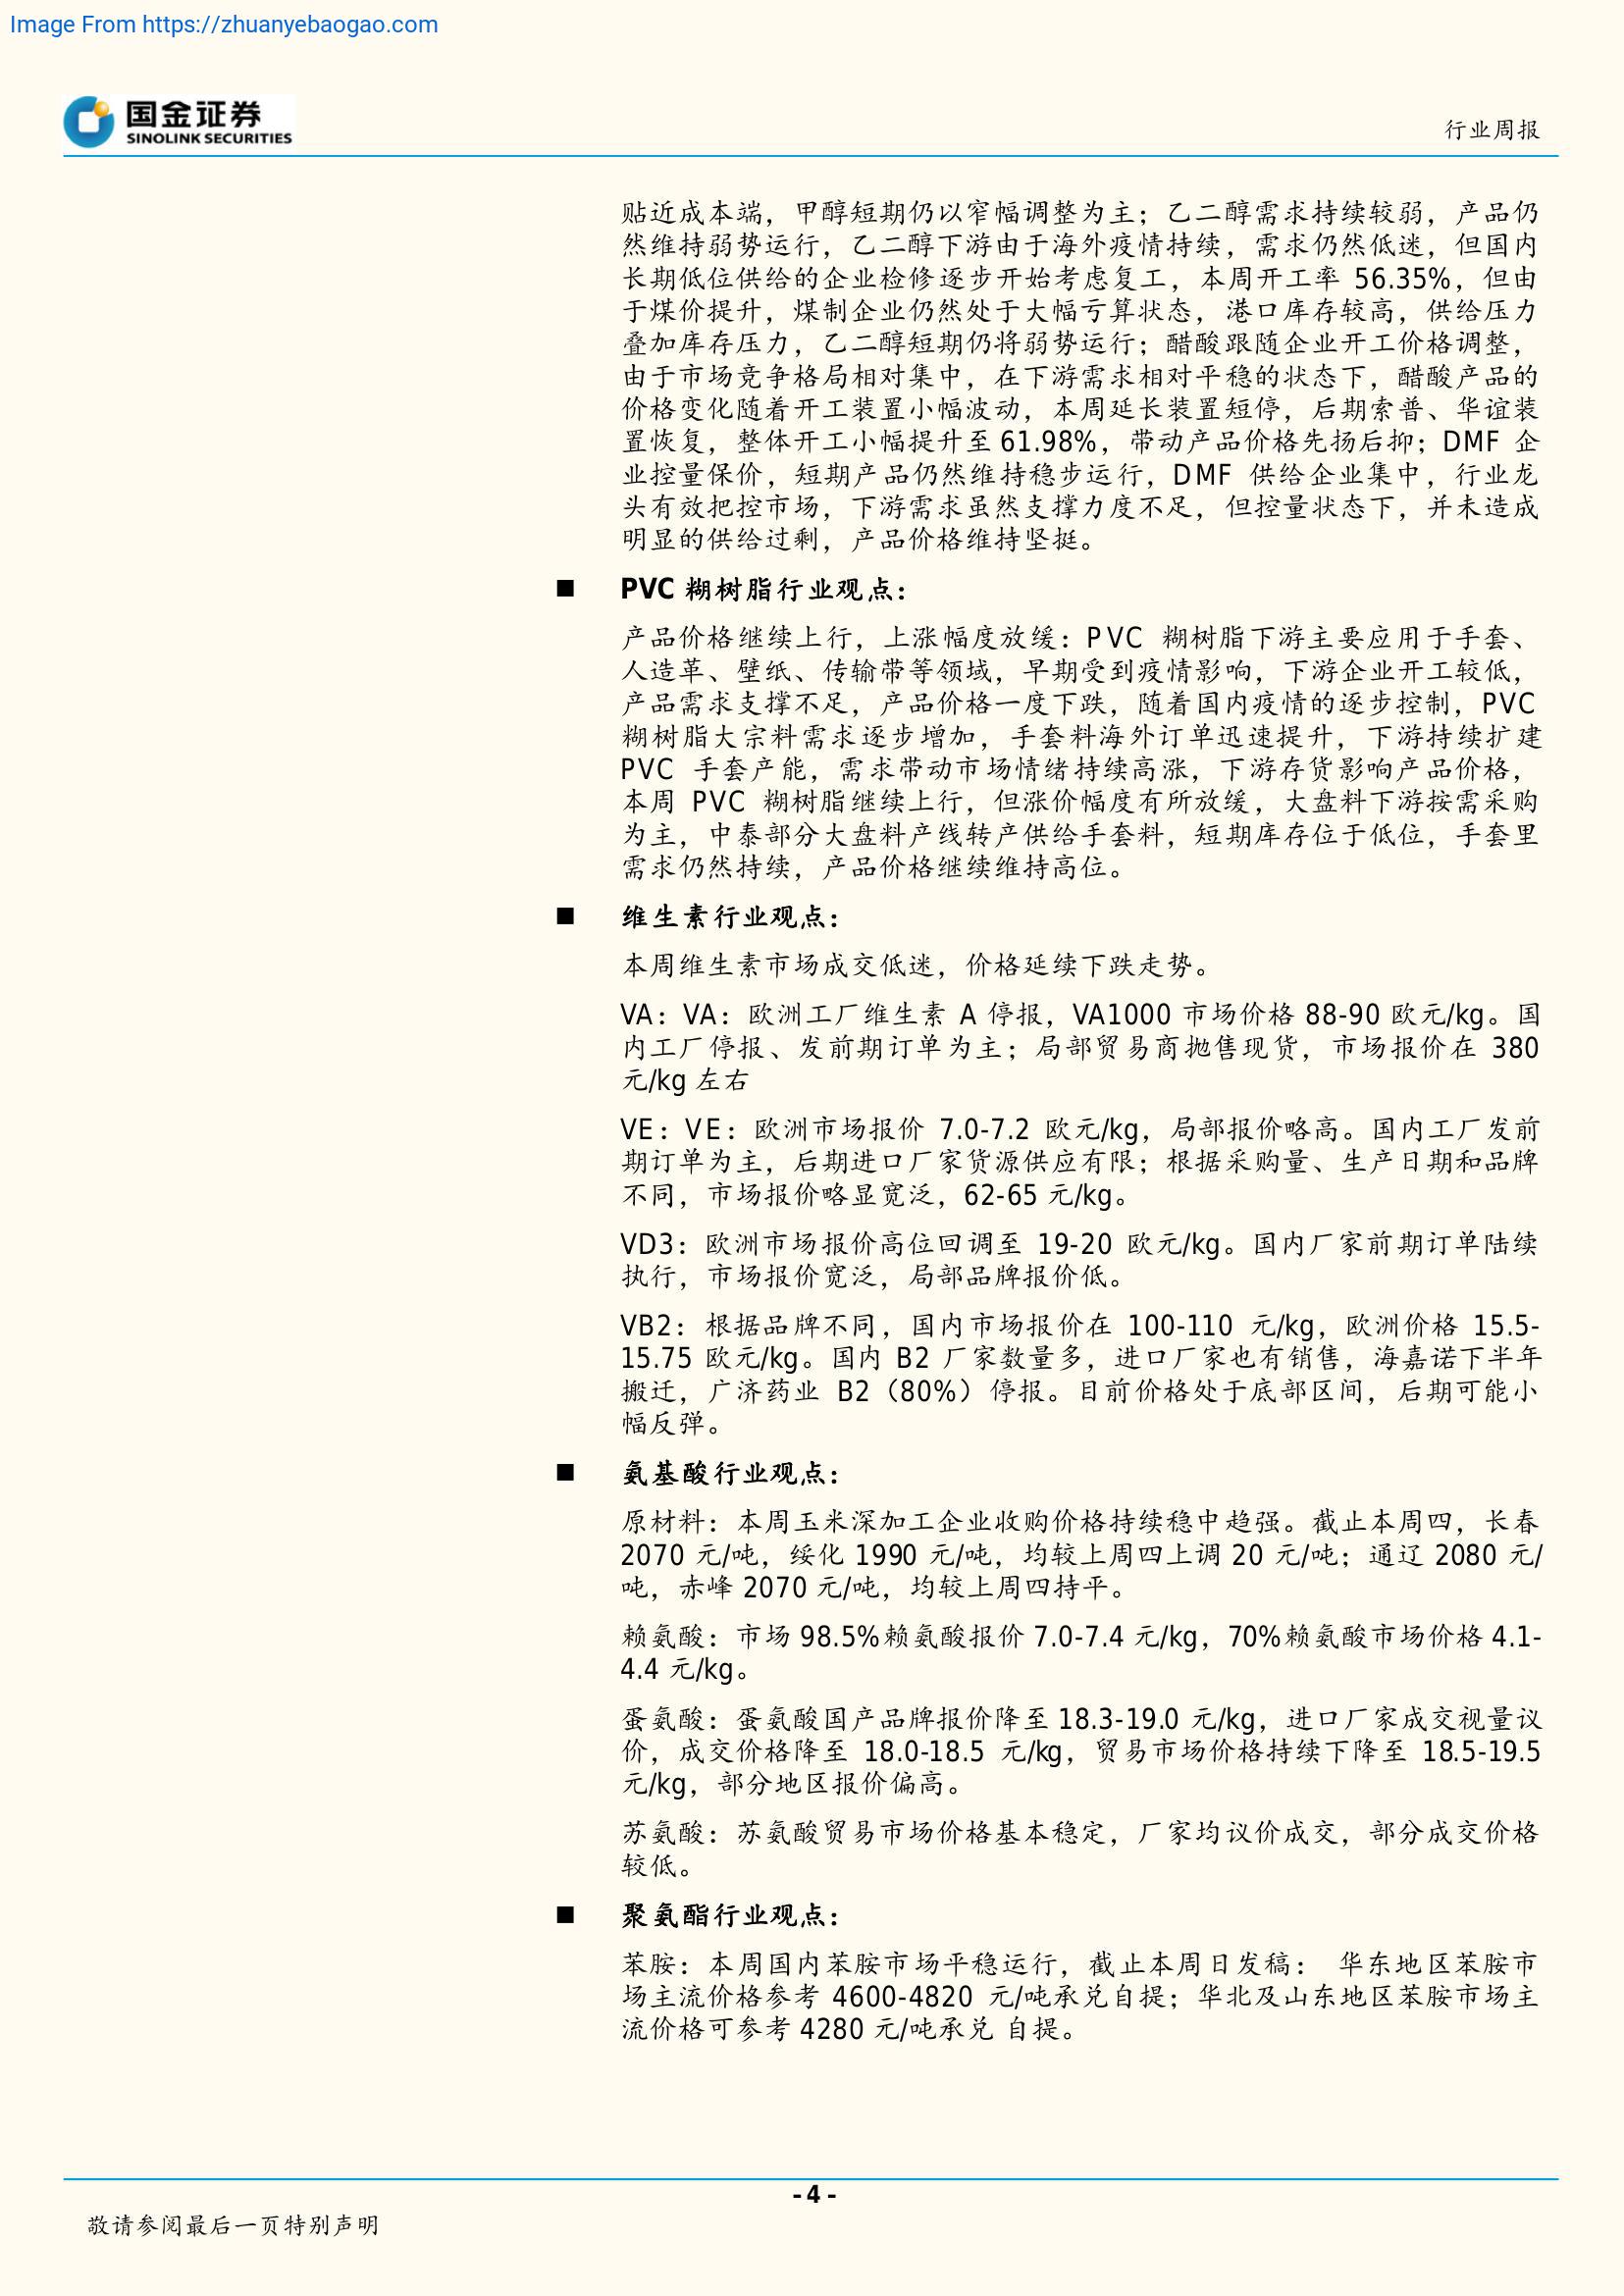 Image From https://zhuanyebaogao.com
国金证券
SINOLINK SECURITIES
行业周报
贴近成本端，甲醇短期仍以窄幅调整为主；乙二醇需求持续较弱，产品仍
然维持弱势运行，乙二醇下游由于海外疫情持续，需求仍然低迷，但国内
长期低位供给的企业检修逐步开始考虑复工，本周开工率 56.35%，但由
于煤价提升，煤制企业仍然处于大幅亏算状态，港口库存较高，供给压力
叠加库存压力，乙二醇短期仍将弱势运行；醋酸跟随企业开工价格调整，
由于市场竞争格局相对集中，在下游需求相对平稳的状态下，醋酸产品的
价格变化随着开工装置小幅波动，本周延长装置短停，后期索普、华谊装
置恢复，整体开工小幅提升至 61.98%，带动产品价格先扬后抑；DMF 企
业控量保价，短期产品仍然维持稳步运行，DMF 供给企业集中，行业龙
头有效把控市场，下游需求虽然支撑力度不足，但控量状态下，并未造成
明显的供给过剩，产品价格维持坚挺。
■ PVC 糊树脂行业观点：
产品价格继续上行，上涨幅度放缓：PVC 糊树脂下游主要应用于手套、
人造革、壁纸、传输带等领域，早期受到疫情影响，下游企业开工较低，
产品需求支撑不足，产品价格一度下跌，随着国内疫情的逐步控制，PVC
糊树脂大宗料需求逐步增加，手套料海外订单迅速提升，下游持续扩建
PVC 手套产能，需求带动市场情绪持续高涨，下游存货影响产品价格，
本周 PVC 糊树脂继续上行，但涨价幅度有所放缓，大盘料下游按需采购
为主，中泰部分大盘料产线转产供给手套料，短期库存位于低位，手套里
需求仍然持续，产品价格继续维持高位。
■ 维生素行业观点：
本周维生素市场成交低迷，价格延续下跌走势。
VA：VA：欧洲工厂维生素 A 停报，VA1000 市场价格 88-90 欧元/kg。国
内工厂停报、发前期订单为主；局部贸易商抛售现货，市场报价在 380
元/kg 左右
VE：VE：欧洲市场报价 7.0-7.2 欧元/kg，局部报价略高。国内工厂发前
期订单为主，后期进口厂家货源供应有限；根据采购量、生产日期和品牌
不同，市场报价略显宽泛，62-65 元/kg。
VD3：欧洲市场报价高位回调至 19-20 欧元/kg。国内厂家前期订单陆续
执行，市场报价宽泛，局部品牌报价低。
VB2：根据品牌不同，国内市场报价在 100-110 元/kg，欧洲价格 15.5-
15.75 欧元/kg。国内 B2 厂家数量多，进口厂家也有销售，海嘉诺下半年
搬迁，广济药业 B2（80%）停报。目前价格处于底部区间，后期可能小
幅反弹。
■ 氨基酸行业观点：
原材料：本周玉米深加工企业收购价格持续稳中趋强。截止本周四，长春
2070 元/吨，绥化 1990 元/吨，均较上周四上调 20 元/吨；通辽 2080 元/
吨，赤峰 2070 元/吨，均较上周四持平。
赖氨酸：市场 98.5%赖氨酸报价 7.0-7.4 元/kg，70%赖氨酸市场价格 4.1-
4.4 元/kg。
蛋氨酸：蛋氨酸国产品牌报价降至 18.3-19.0 元/kg，进口厂家成交视量议
价，成交价格降至 18.0-18.5 元/kg，贸易市场价格持续下降至 18.5-19.5
元/kg，部分地区报价偏高。
苏氨酸：苏氨酸贸易市场价格基本稳定，厂家均议价成交，部分成交价格
较低。
■ 聚氨酯行业观点：
苯胺：本周国内苯胺市场平稳运行，截止本周日发稿： 华东地区苯胺市
场主流价格参考 4600-4820 元/吨承兑自提；华北及山东地区苯胺市场主
流价格可参考 4280 元/吨承兑 自提。
- 4 -
敬请参阅最后一页特别声明